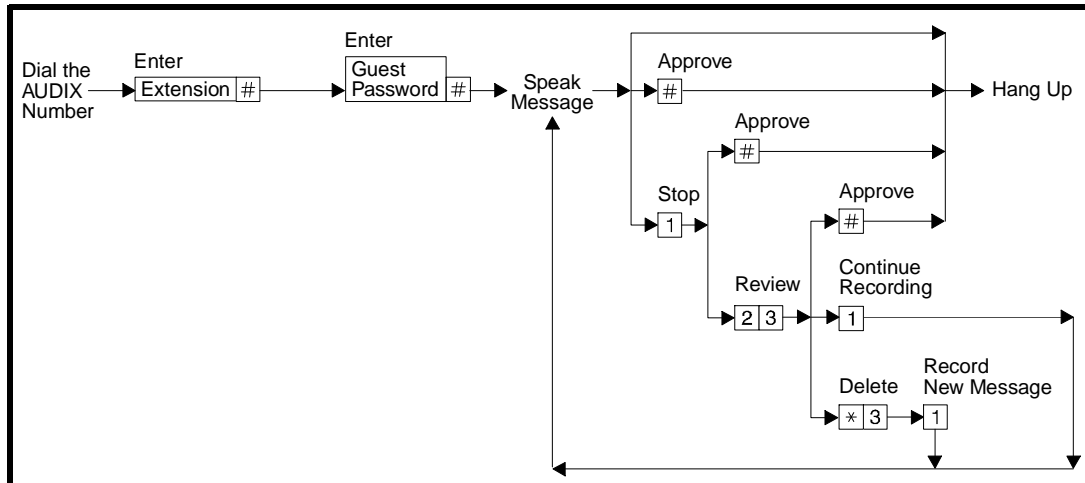 Dial the
AUDIX
Number
Enter
Extension #
Enter
Guest
Password #
Speak
Message
Approve
#
Hang Up
Approve
#
Stop
1
Approve
#
Review
2 3
Continue
Recording
1
Delete
* 3
Record
New Message
1